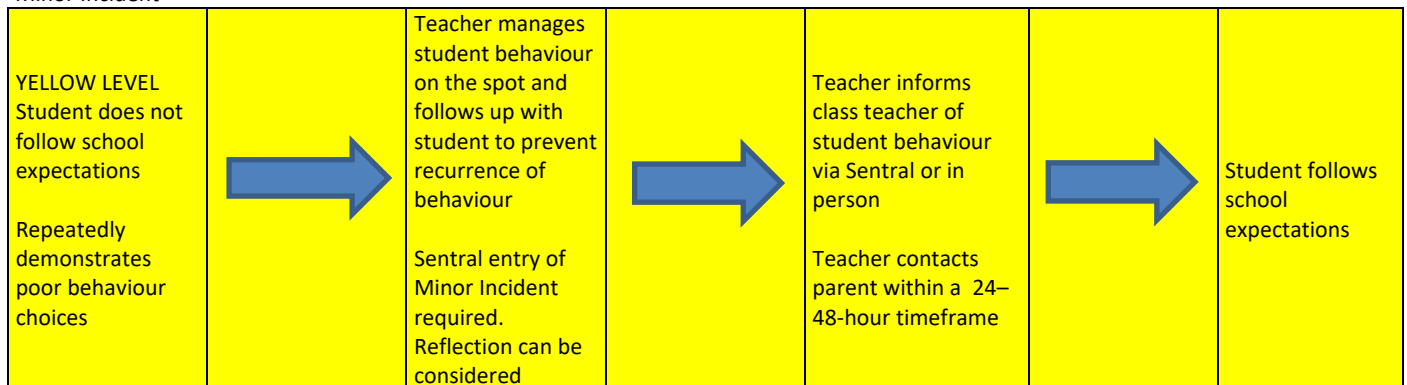 YELLOW LEVEL
Student does not
follow school
expectations
Repeatedly
demonstrates
poor behaviour
choices
Teacher manages
student behaviour
on the spot and
follows up with
student to prevent
recurrence of
behaviour
Sentral entry of
Minor Incident
required.
Reflection can be
considered
Teacher informs
class teacher of
student behaviour
via Sentral or in
person
Teacher contacts
parent within a 24–
48-hour timeframe
Student follows
school
expectations